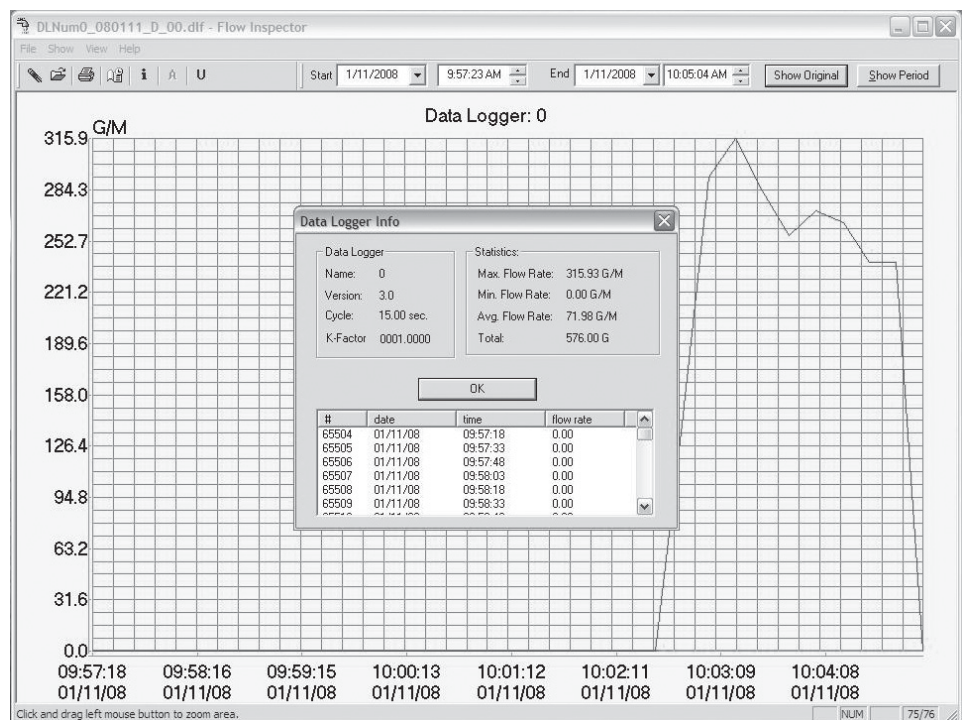 DLNum0_080111_D_00.dlf - Flow Inspector
File Show View Help
Start 1/11/2008 9:57:23 AM End 1/11/2008 10:05:04 AM Show Original Show Period
A U
Data Logger: 0
G/M
315.9
284.3
252.7
221.2
189.6
158.0
126.4
94.8
63.2
31.6
0.0
Data Logger Info
Data Logger
Name: 0
Version: 3.0
Cycle: 15.00 sec.
K-Factor 0001.0000
Statistics:
Max. Flow Rate: 315.93 G/M
Min. Flow Rate: 0.00 G/M
Avg. Flow Rate: 71.98 G/M
Total: 576.00 G
OK
# date time flow rate
65504 01/11/08 09:57:18 0.00
65505 01/11/08 09:57:33 0.00
65506 01/11/08 09:57:48 0.00
65507 01/11/08 09:58:03 0.00
65508 01/11/08 09:58:18 0.00
65509 01/11/08 09:58:33 0.00
09:57:18 09:58:16 09:59:15 10:00:13 10:01:12 10:02:11 10:03:09 10:04:08
01/11/08 01/11/08 01/11/08 01/11/08 01/11/08 01/11/08 01/11/08 01/11/08
Click and drag left mouse button to zoom area.
NUM 75/76